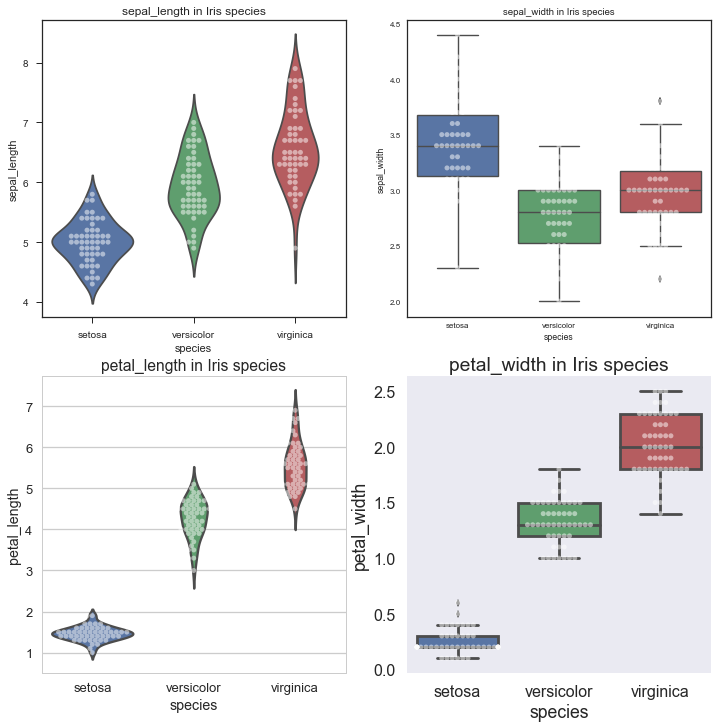 sepal_length in Iris species
sepal_length
8
7
6
5
4
setosa versicolor virginica
species
sepal_width in Iris species
sepal_width
4.5
4.0
3.5
3.0
2.5
2.0
setosa versicolor virginica
species
petal_length in Iris species
petal_length
7
6
5
4
3
2
1
setosa versicolor virginica
species
petal_width in Iris species
petal_width
2.5
2.0
1.5
1.0
0.5
0.0
setosa versicolor virginica
species